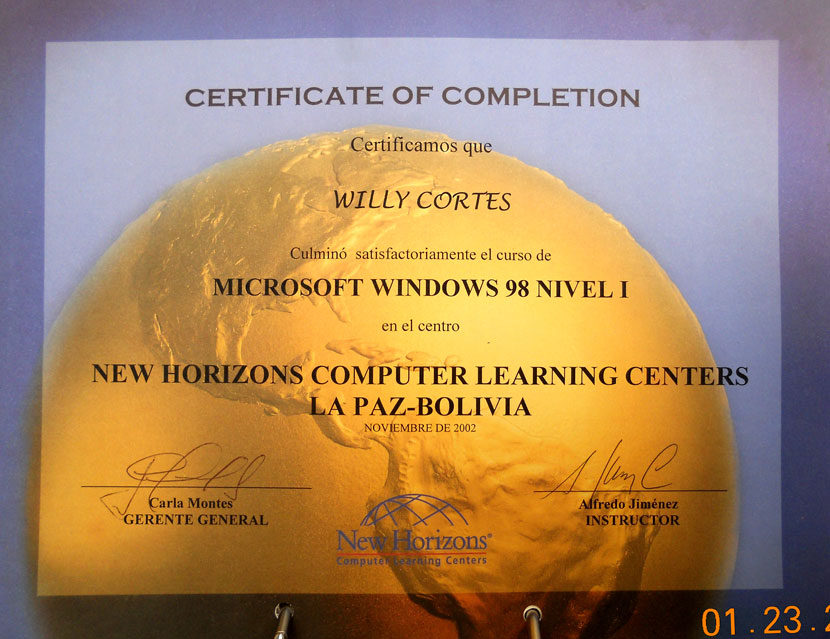 CERTIFICATE OF COMPLETION
Certificamos que
WILLY CORTES
Culminó satisfactoriamente el curso de
MICROSOFT WINDOWS 98 NIVEL I
en el centro
NEW HORIZONS COMPUTER LEARNING CENTERS
LA PAZ-BOLIVIA
NOVIEMBRE DE 2002
Carla Montes
GERENTE GENERAL
Alfredo Jiménez
INSTRUCTOR
New Horizons®
Computer Learning Centers
01.23.